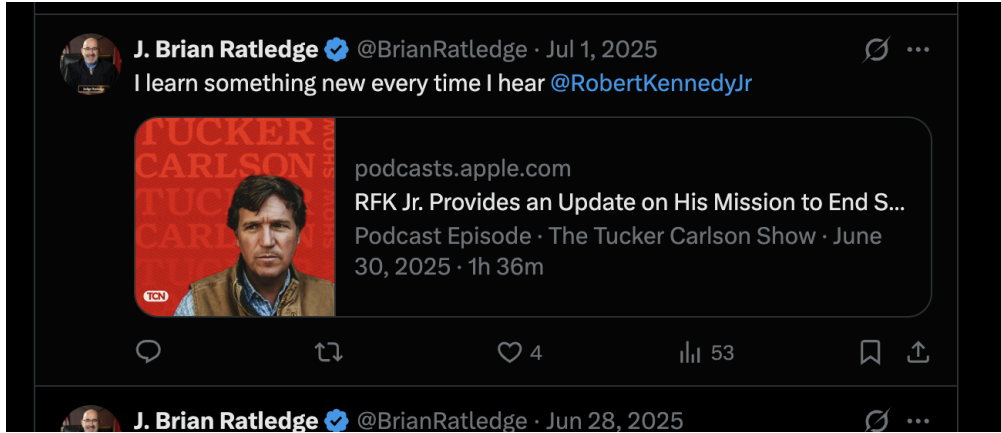 J. Brian Ratledge @BrianRatledge · Jul 1, 2025
I learn something new every time I hear @RobertKennedyJr
TUCKER
CARLSON
SHOW
TUCKER
CARLSON
TCN
podcasts.apple.com
RFK Jr. Provides an Update on His Mission to End S...
Podcast Episode · The Tucker Carlson Show · June
30, 2025 · 1h 36m
4
53
J. Brian Ratledge @BrianRatledge · Jun 28, 2025